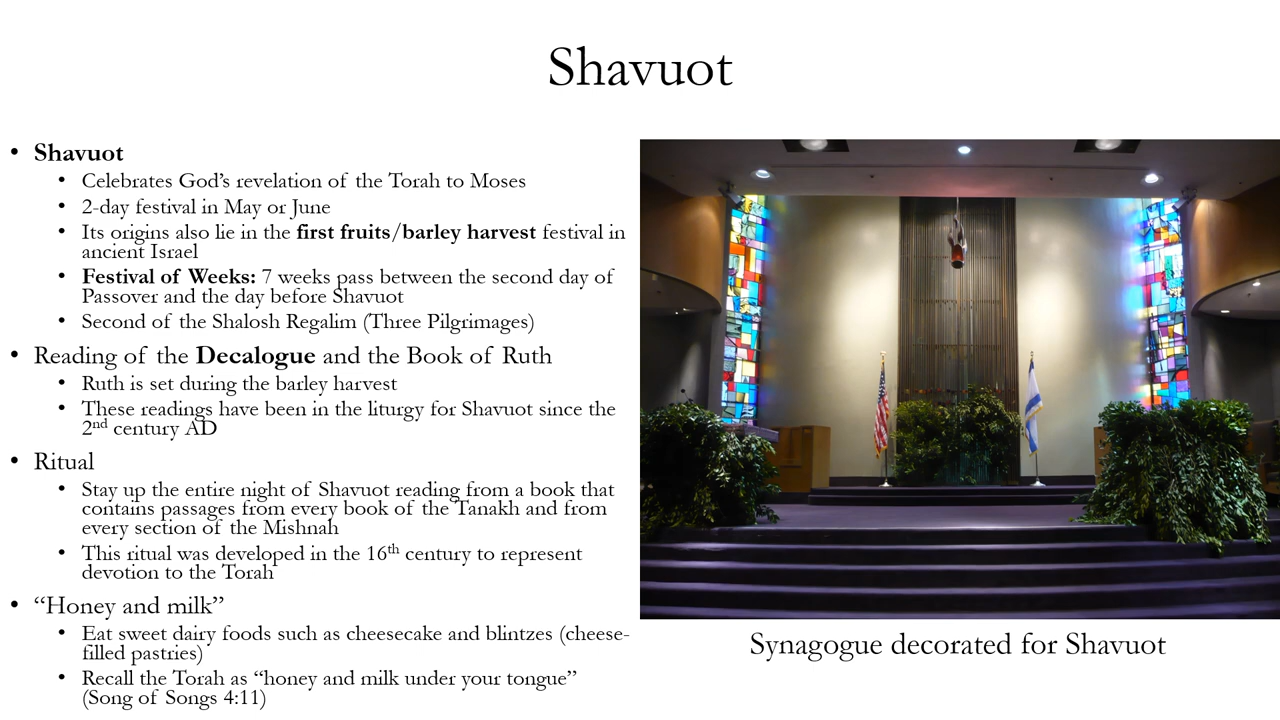 Shavuot
• Shavuot
• Celebrates God’s revelation of the Torah to Moses
• 2-day festival in May or June
• Its origins also lie in the first fruits/barley harvest festival in
ancient Israel
• Festival of Weeks: 7 weeks pass between the second day of
Passover and the day before Shavuot
• Second of the Shalosh Regalim (Three Pilgrimages)
• Reading of the Decalogue and the Book of Ruth
• Ruth is set during the barley harvest
• These readings have been in the liturgy for Shavuot since the
2nd century AD
• Ritual
• Stay up the entire night of Shavuot reading from a book that
contains passages from every book of the Tanakh and from
every section of the Mishnah
• This ritual was developed in the 16th century to represent
devotion to the Torah
• “Honey and milk”
• Eat sweet dairy foods such as cheesecake and blintzes (cheese-
filled pastries)
• Recall the Torah as “honey and milk under your tongue”
(Song of Songs 4:11)
Synagogue decorated for Shavuot